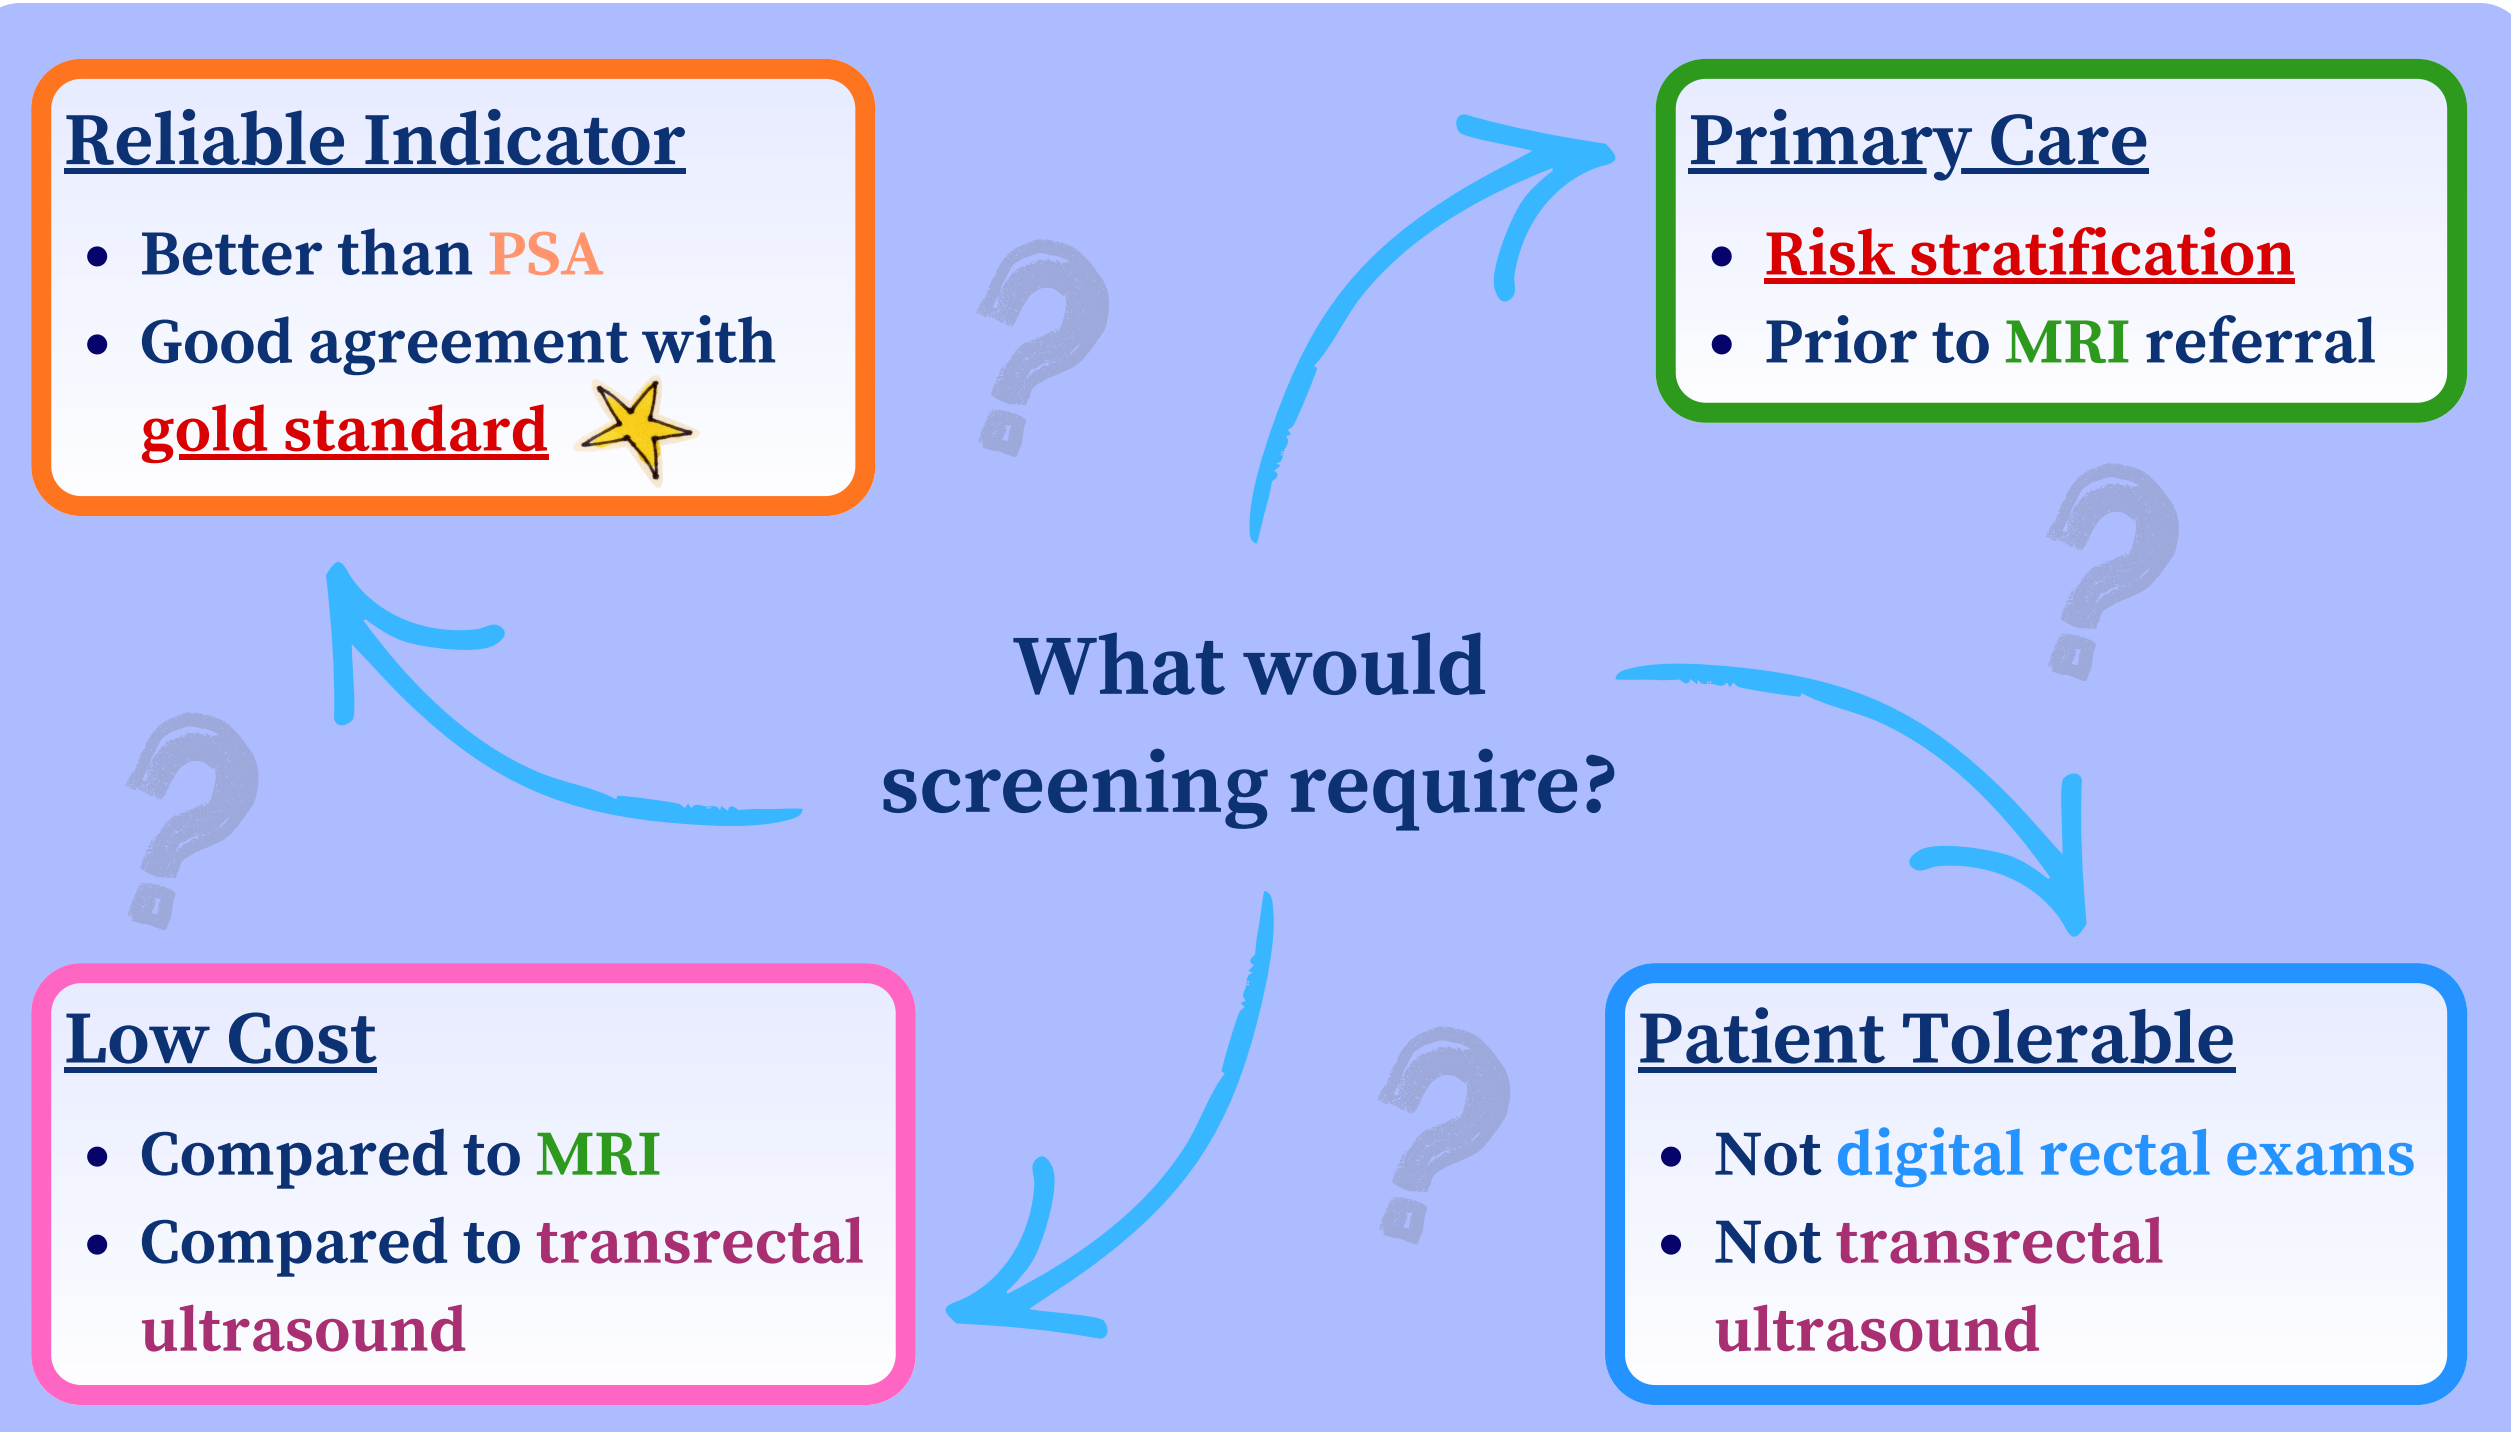 Reliable Indicator
• Better than PSA
• Good agreement with
gold standard
Primary Care
• Risk stratification
• Prior to MRI referral
What would
screening require?
Low Cost
• Compared to MRI
• Compared to transrectal
ultrasound
Patient Tolerable
• Not digital rectal exams
• Not transrectal
ultrasound
?
?
?
?